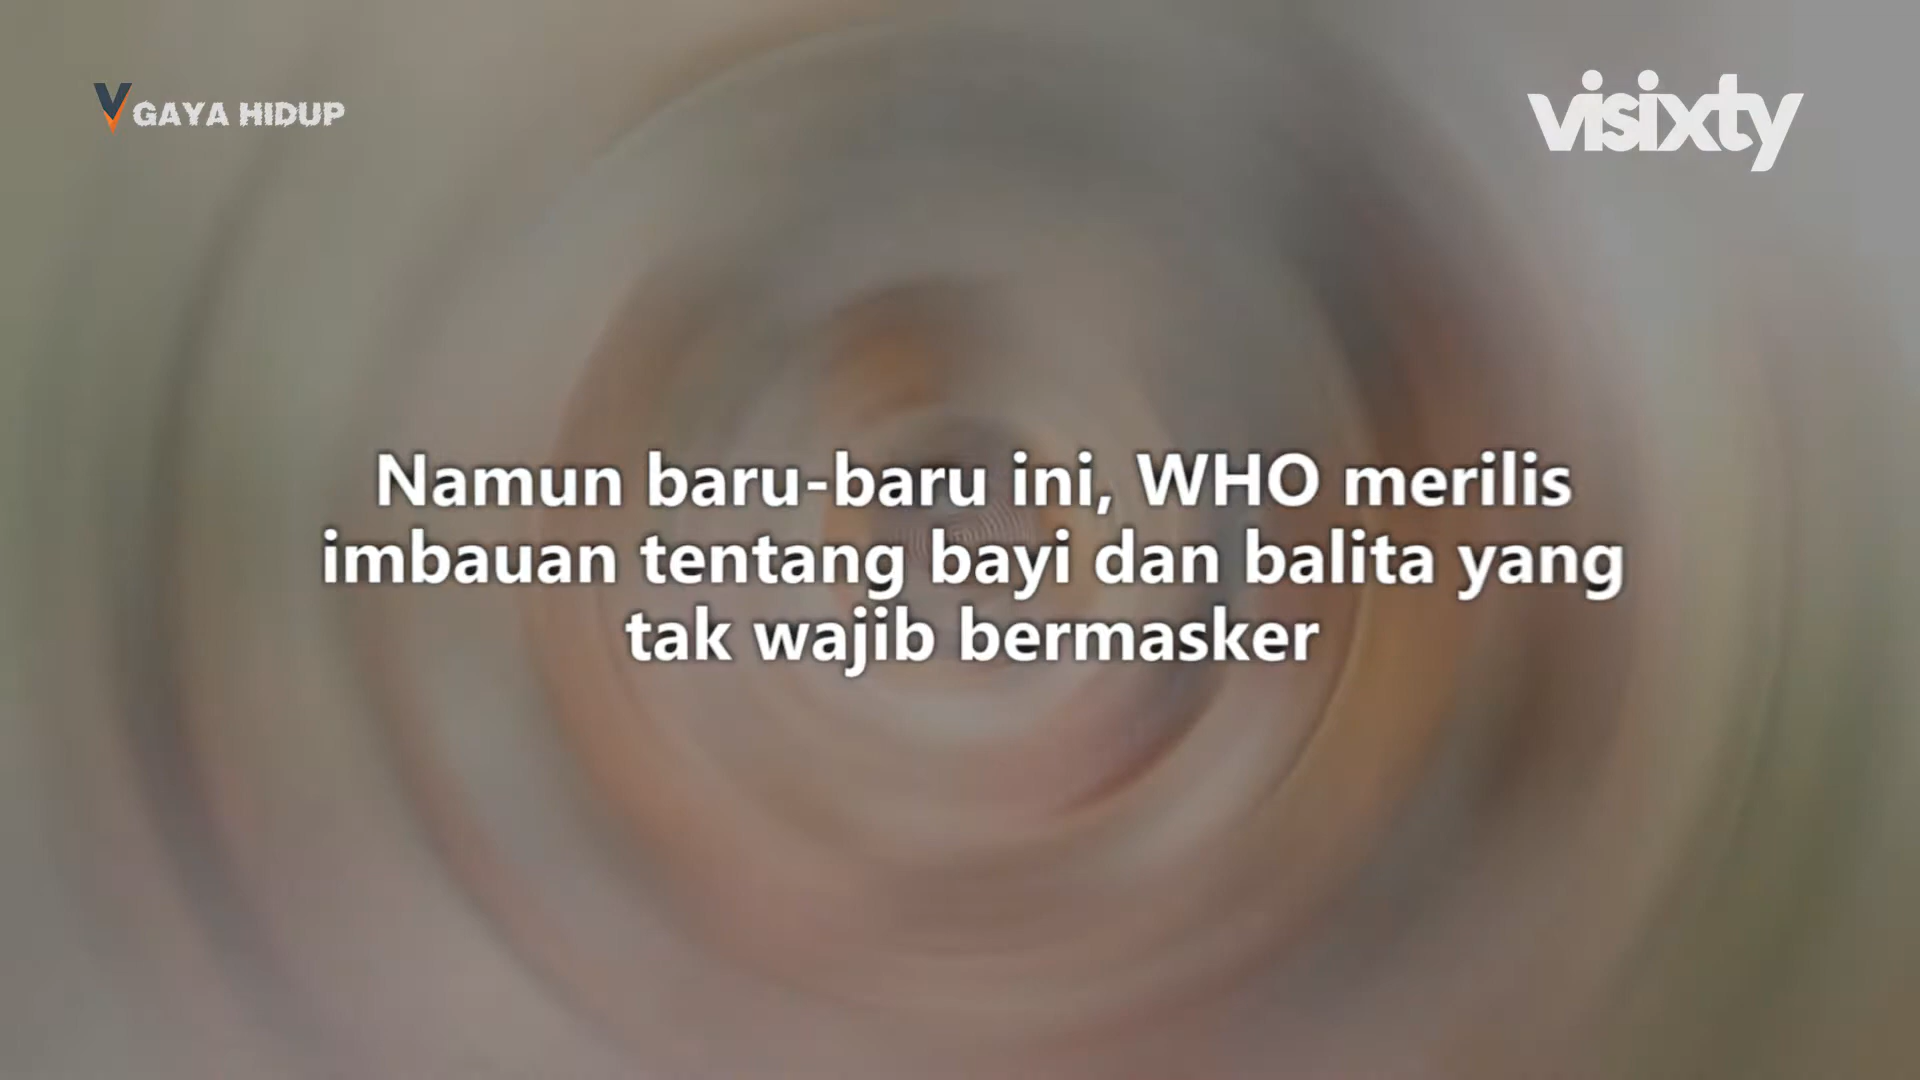 V GAYA HIDUP
visixty
Namun baru-baru ini, WHO merilis
imbauan tentang bayi dan balita yang
tak wajib bermasker